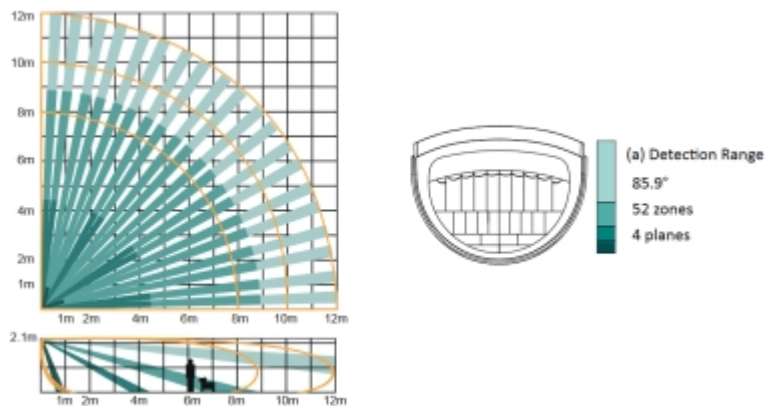 12m
10m
8m
6m
4m
2m
1m
1m 2m 4m 6m 8m 10m 12m
2.1m
1m 2m 4m 6m 8m 10m 12m
(a) Detection Range
85.9°
52 zones
4 planes